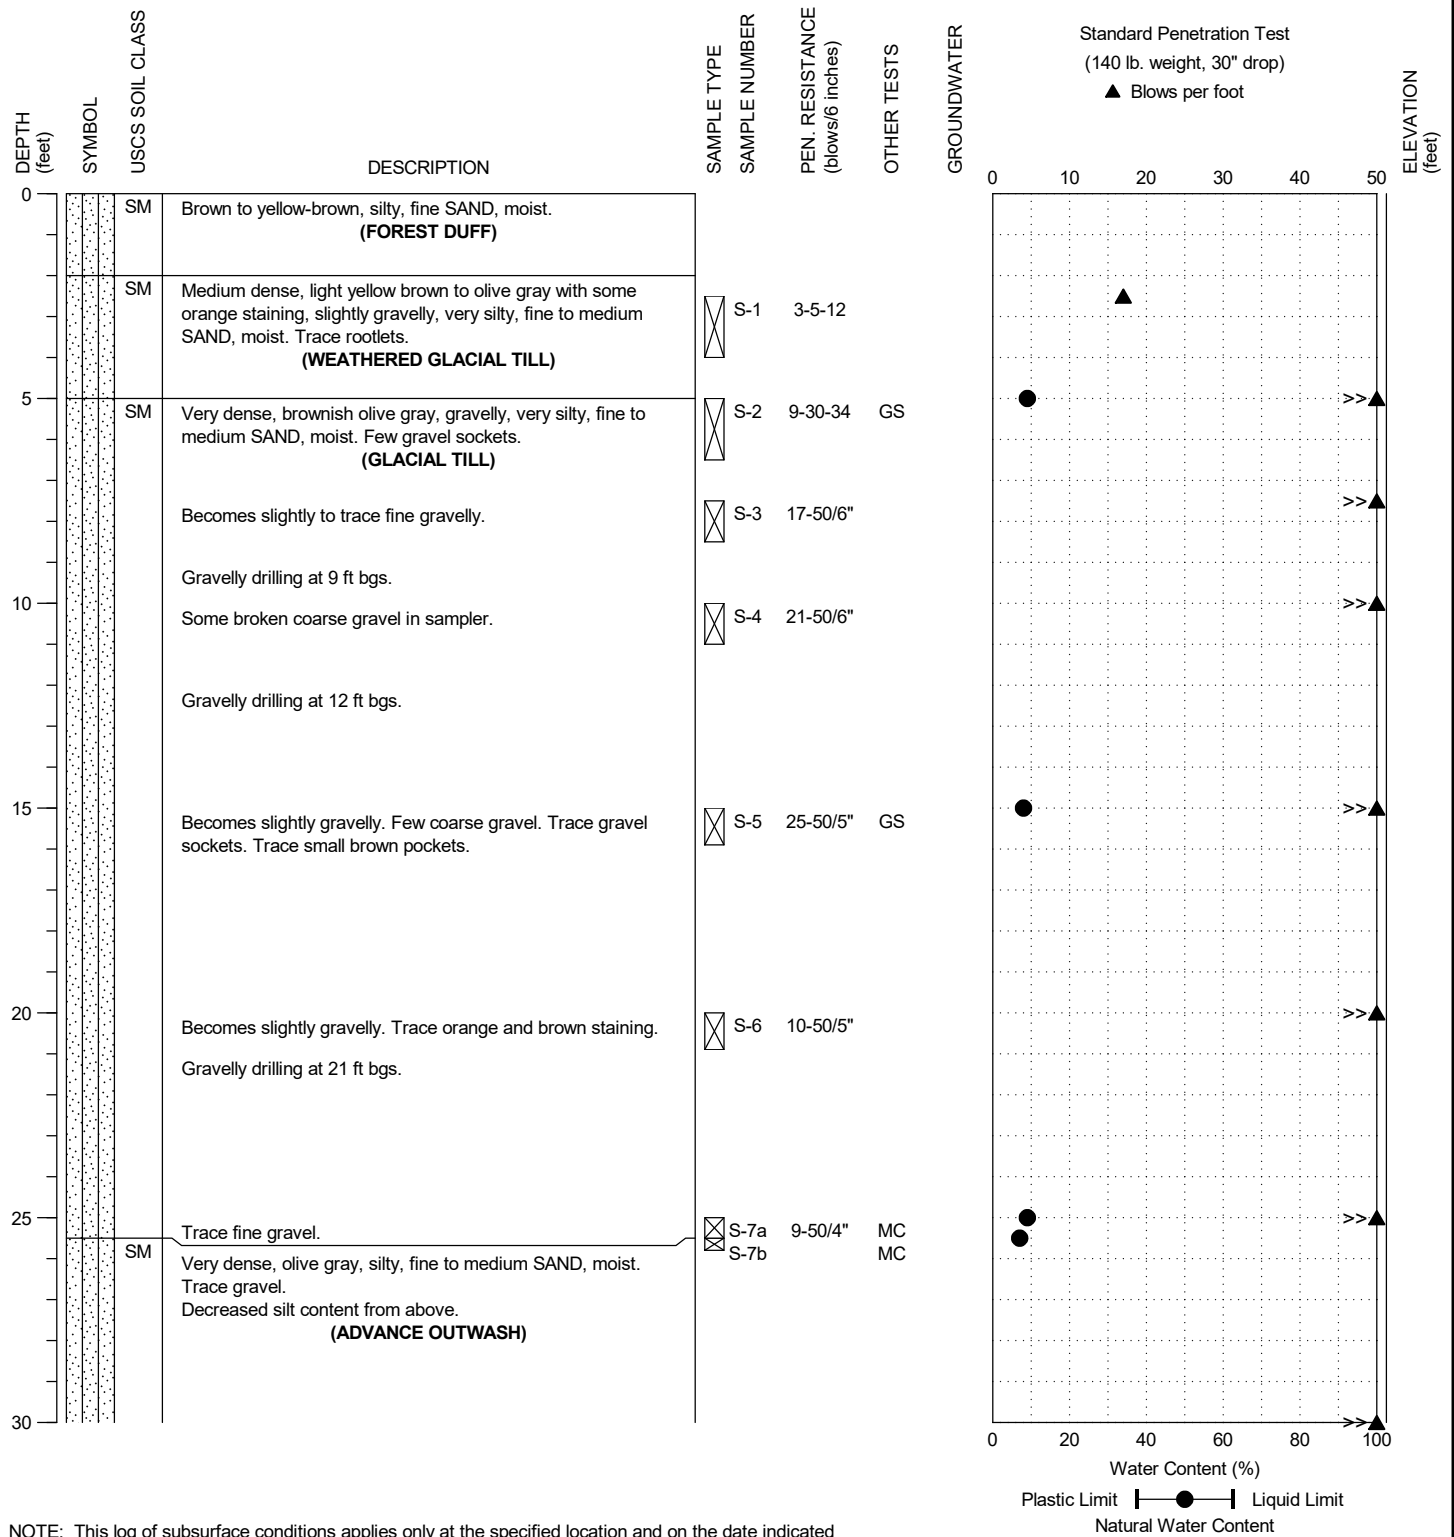 DEPTH
(feet)
SYMBOL
USCS SOIL CLASS
DESCRIPTION
SAMPLE TYPE
SAMPLE NUMBER
PEN. RESISTANCE
(blows/6 inches)
OTHER TESTS
GROUNDWATER
Standard Penetration Test
(140 lb. weight, 30" drop)
▲ Blows per foot
ELEVATION
(feet)
0 10 20 30 40 50
0
SM Brown to yellow-brown, silty, fine SAND, moist.
(FOREST DUFF)
SM Medium dense, light yellow brown to olive gray with some
orange staining, slightly gravelly, very silty, fine to medium
SAND, moist. Trace rootlets.
(WEATHERED GLACIAL TILL)
S-1 3-5-12
5
SM Very dense, brownish olive gray, gravelly, very silty, fine to
medium SAND, moist. Few gravel sockets.
(GLACIAL TILL)
S-2 9-30-34 GS >>
Becomes slightly to trace fine gravelly.
S-3 17-50/6" >>
Gravelly drilling at 9 ft bgs.
10
Some broken coarse gravel in sampler.
S-4 21-50/6" >>
Gravelly drilling at 12 ft bgs.
15
Becomes slightly gravelly. Few coarse gravel. Trace gravel
sockets. Trace small brown pockets.
S-5 25-50/5" GS >>
20
Becomes slightly gravelly. Trace orange and brown staining.
S-6 10-50/5" >>
Gravelly drilling at 21 ft bgs.
25
Trace fine gravel.
S-7a 9-50/4" MC >>
S-7b MC
SM Very dense, olive gray, silty, fine to medium SAND, moist.
Trace gravel.
Decreased silt content from above.
(ADVANCE OUTWASH)
30 >>
0 20 40 60 80 100
Water Content (%)
Plastic Limit Liquid Limit
Natural Water Content
NOTE: This log of subsurface conditions applies only at the specified location and on the date indicated